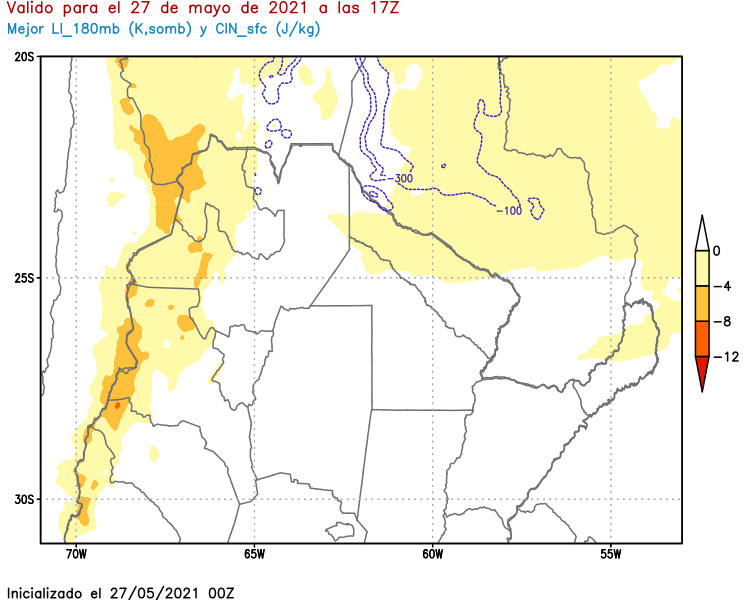 Valido para el 27 de mayo de 2021 a las 17Z
Mejor LI_180mb (K,somb) y CIN_sfc (J/kg)
20S
25S
30S
70W
65W
60W
55W
-300
-100
0
-4
-8
-12
Inicializado el 27/05/2021 00Z